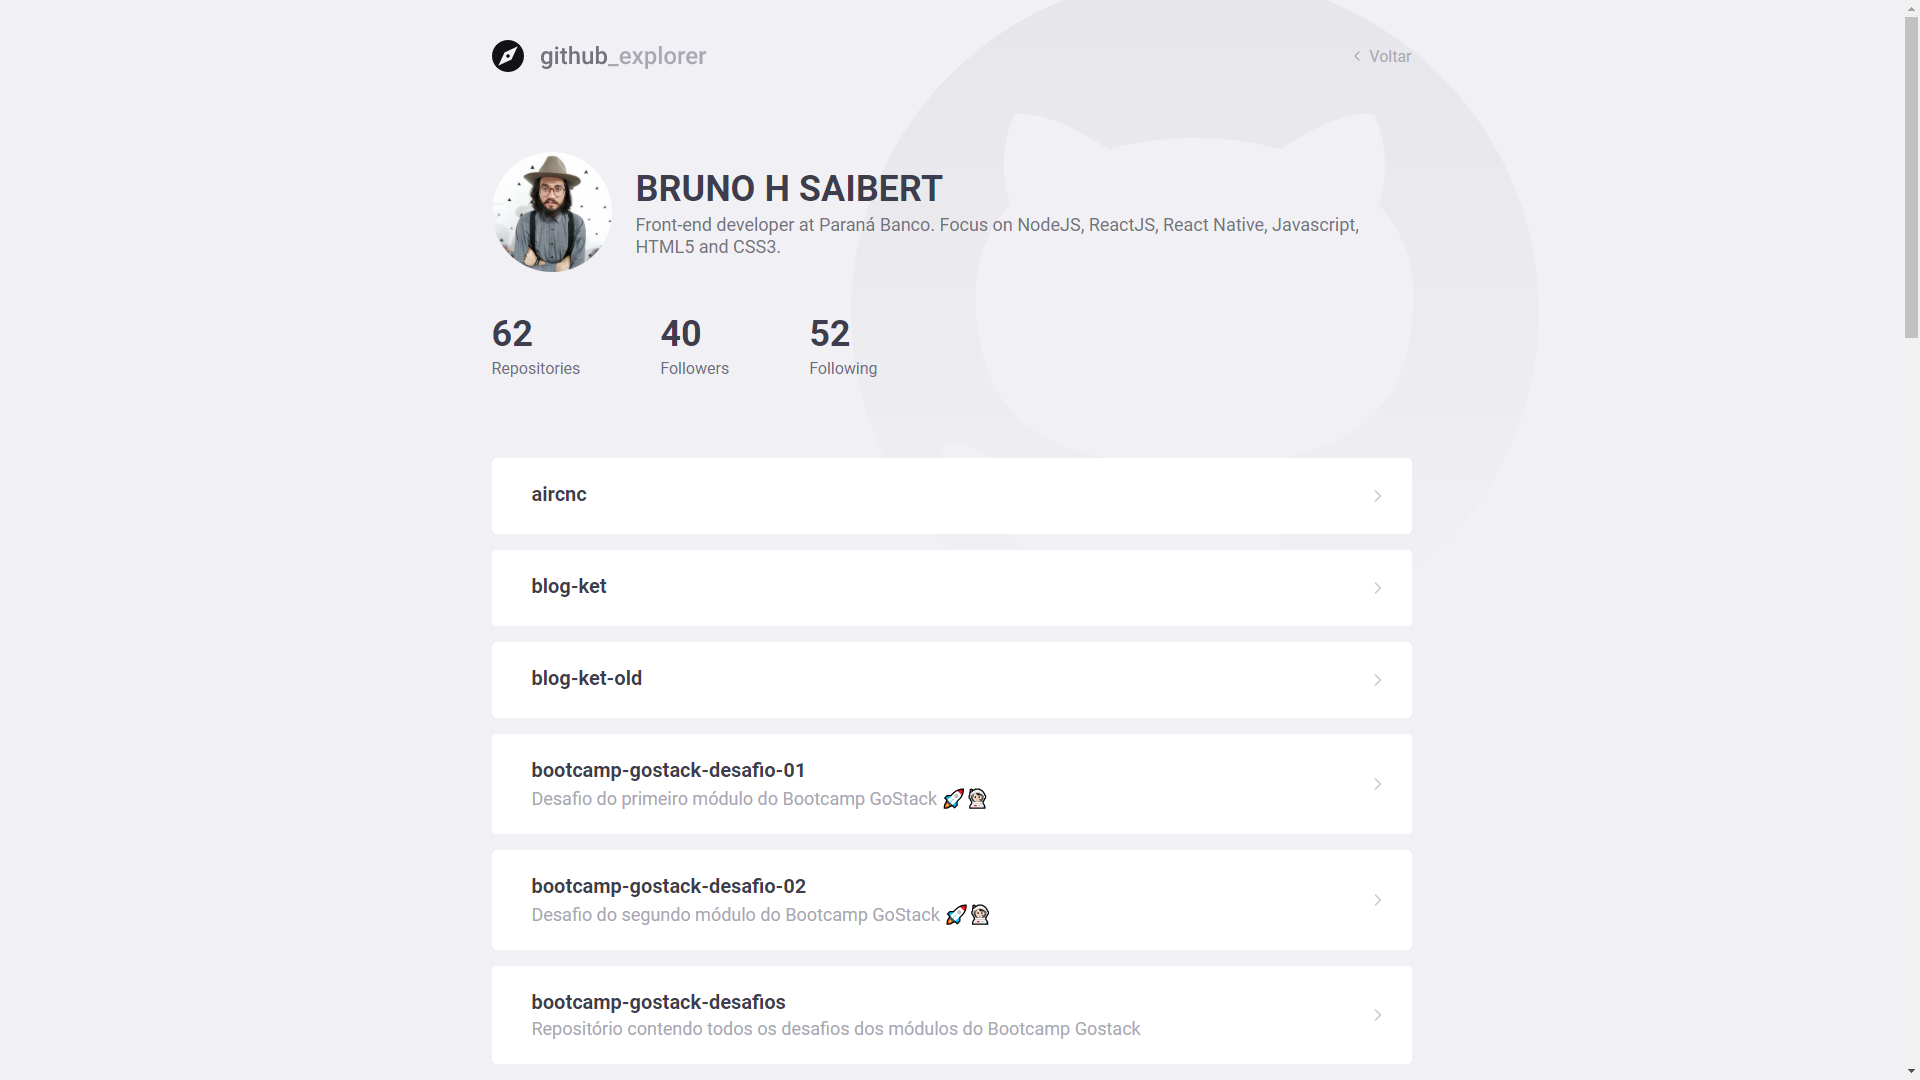 github_explorer
Voltar
BRUNO H SAIBERT
Front-end developer at Paraná Banco. Focus on NodeJS, ReactJS, React Native, Javascript,
HTML5 and CSS3.
62 40 52
Repositories Followers Following
aircnc
blog-ket
blog-ket-old
bootcamp-gostack-desafio-01
Desafio do primeiro módulo do Bootcamp GoStack 🚀👨‍🚀
bootcamp-gostack-desafio-02
Desafio do segundo módulo do Bootcamp GoStack 🚀👨‍🚀
bootcamp-gostack-desafios
Repositório contendo todos os desafios dos módulos do Bootcamp Gostack